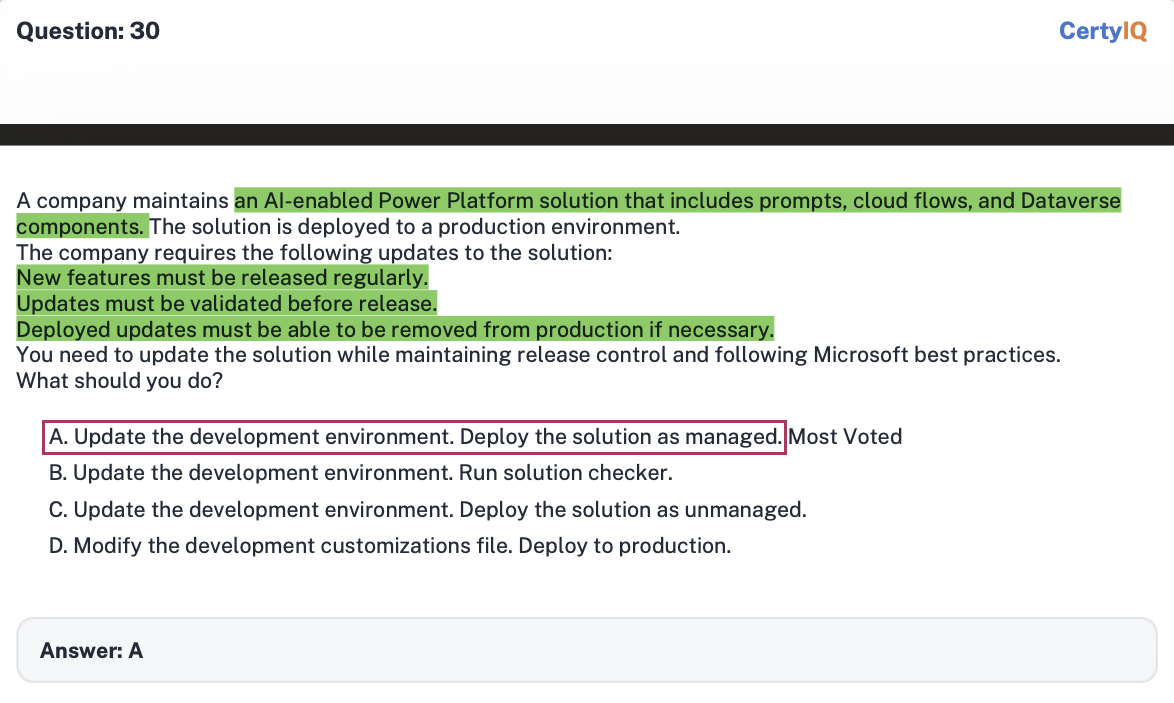 Question: 30
CertyIQ
A company maintains an AI-enabled Power Platform solution that includes prompts, cloud flows, and Dataverse
components. The solution is deployed to a production environment.
The company requires the following updates to the solution:
New features must be released regularly.
Updates must be validated before release.
Deployed updates must be able to be removed from production if necessary.
You need to update the solution while maintaining release control and following Microsoft best practices.
What should you do?
A. Update the development environment. Deploy the solution as managed. Most Voted
B. Update the development environment. Run solution checker.
C. Update the development environment. Deploy the solution as unmanaged.
D. Modify the development customizations file. Deploy to production.
Answer: A